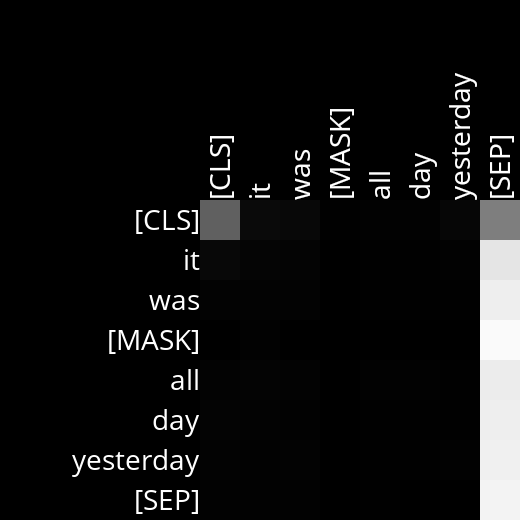 [CLS]
it
was
[MASK]
all
day
yesterday
[SEP]
[CLS]
it
was
[MASK]
all
day
yesterday
[SEP]